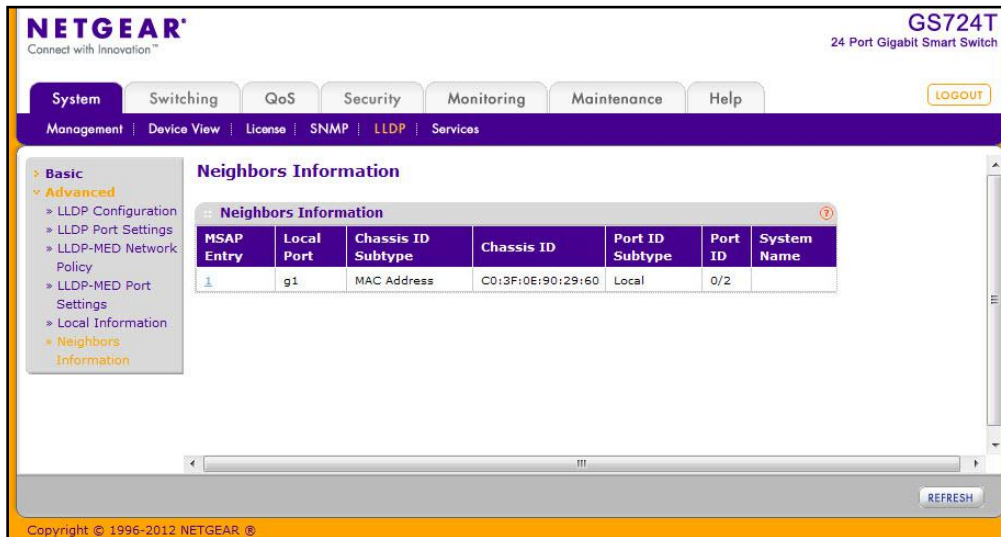 NETGEAR®
Connect with Innovation™
GS724T
24 Port Gigabit Smart Switch
System Switching QoS Security Monitoring Maintenance Help LOGOUT
Management Device View License SNMP LLDP Services
Basic
Advanced
» LLDP Configuration
» LLDP Port Settings
» LLDP-MED Network
Policy
» LLDP-MED Port
Settings
» Local Information
» Neighbors
Information
Neighbors Information
Neighbors Information
MSAP Entry Local Port Chassis ID Subtype Chassis ID Port ID Subtype Port ID System Name
1 g1 MAC Address C0:3F:0E:90:29:60 Local 0/2
REFRESH
Copyright © 1996-2012 NETGEAR ®